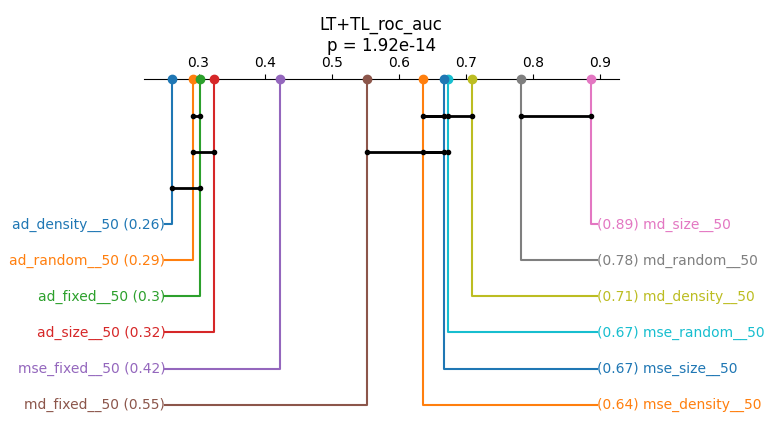 LT+TL_roc_auc
p = 1.92e-14
0.3 0.4 0.5 0.6 0.7 0.8 0.9
ad_density__50 (0.26)
(0.89) md_size__50
ad_random__50 (0.29)
(0.78) md_random__50
ad_fixed__50 (0.3)
(0.71) md_density__50
ad_size__50 (0.32)
(0.67) mse_random__50
mse_fixed__50 (0.42)
(0.67) mse_size__50
md_fixed__50 (0.55)
(0.64) mse_density__50